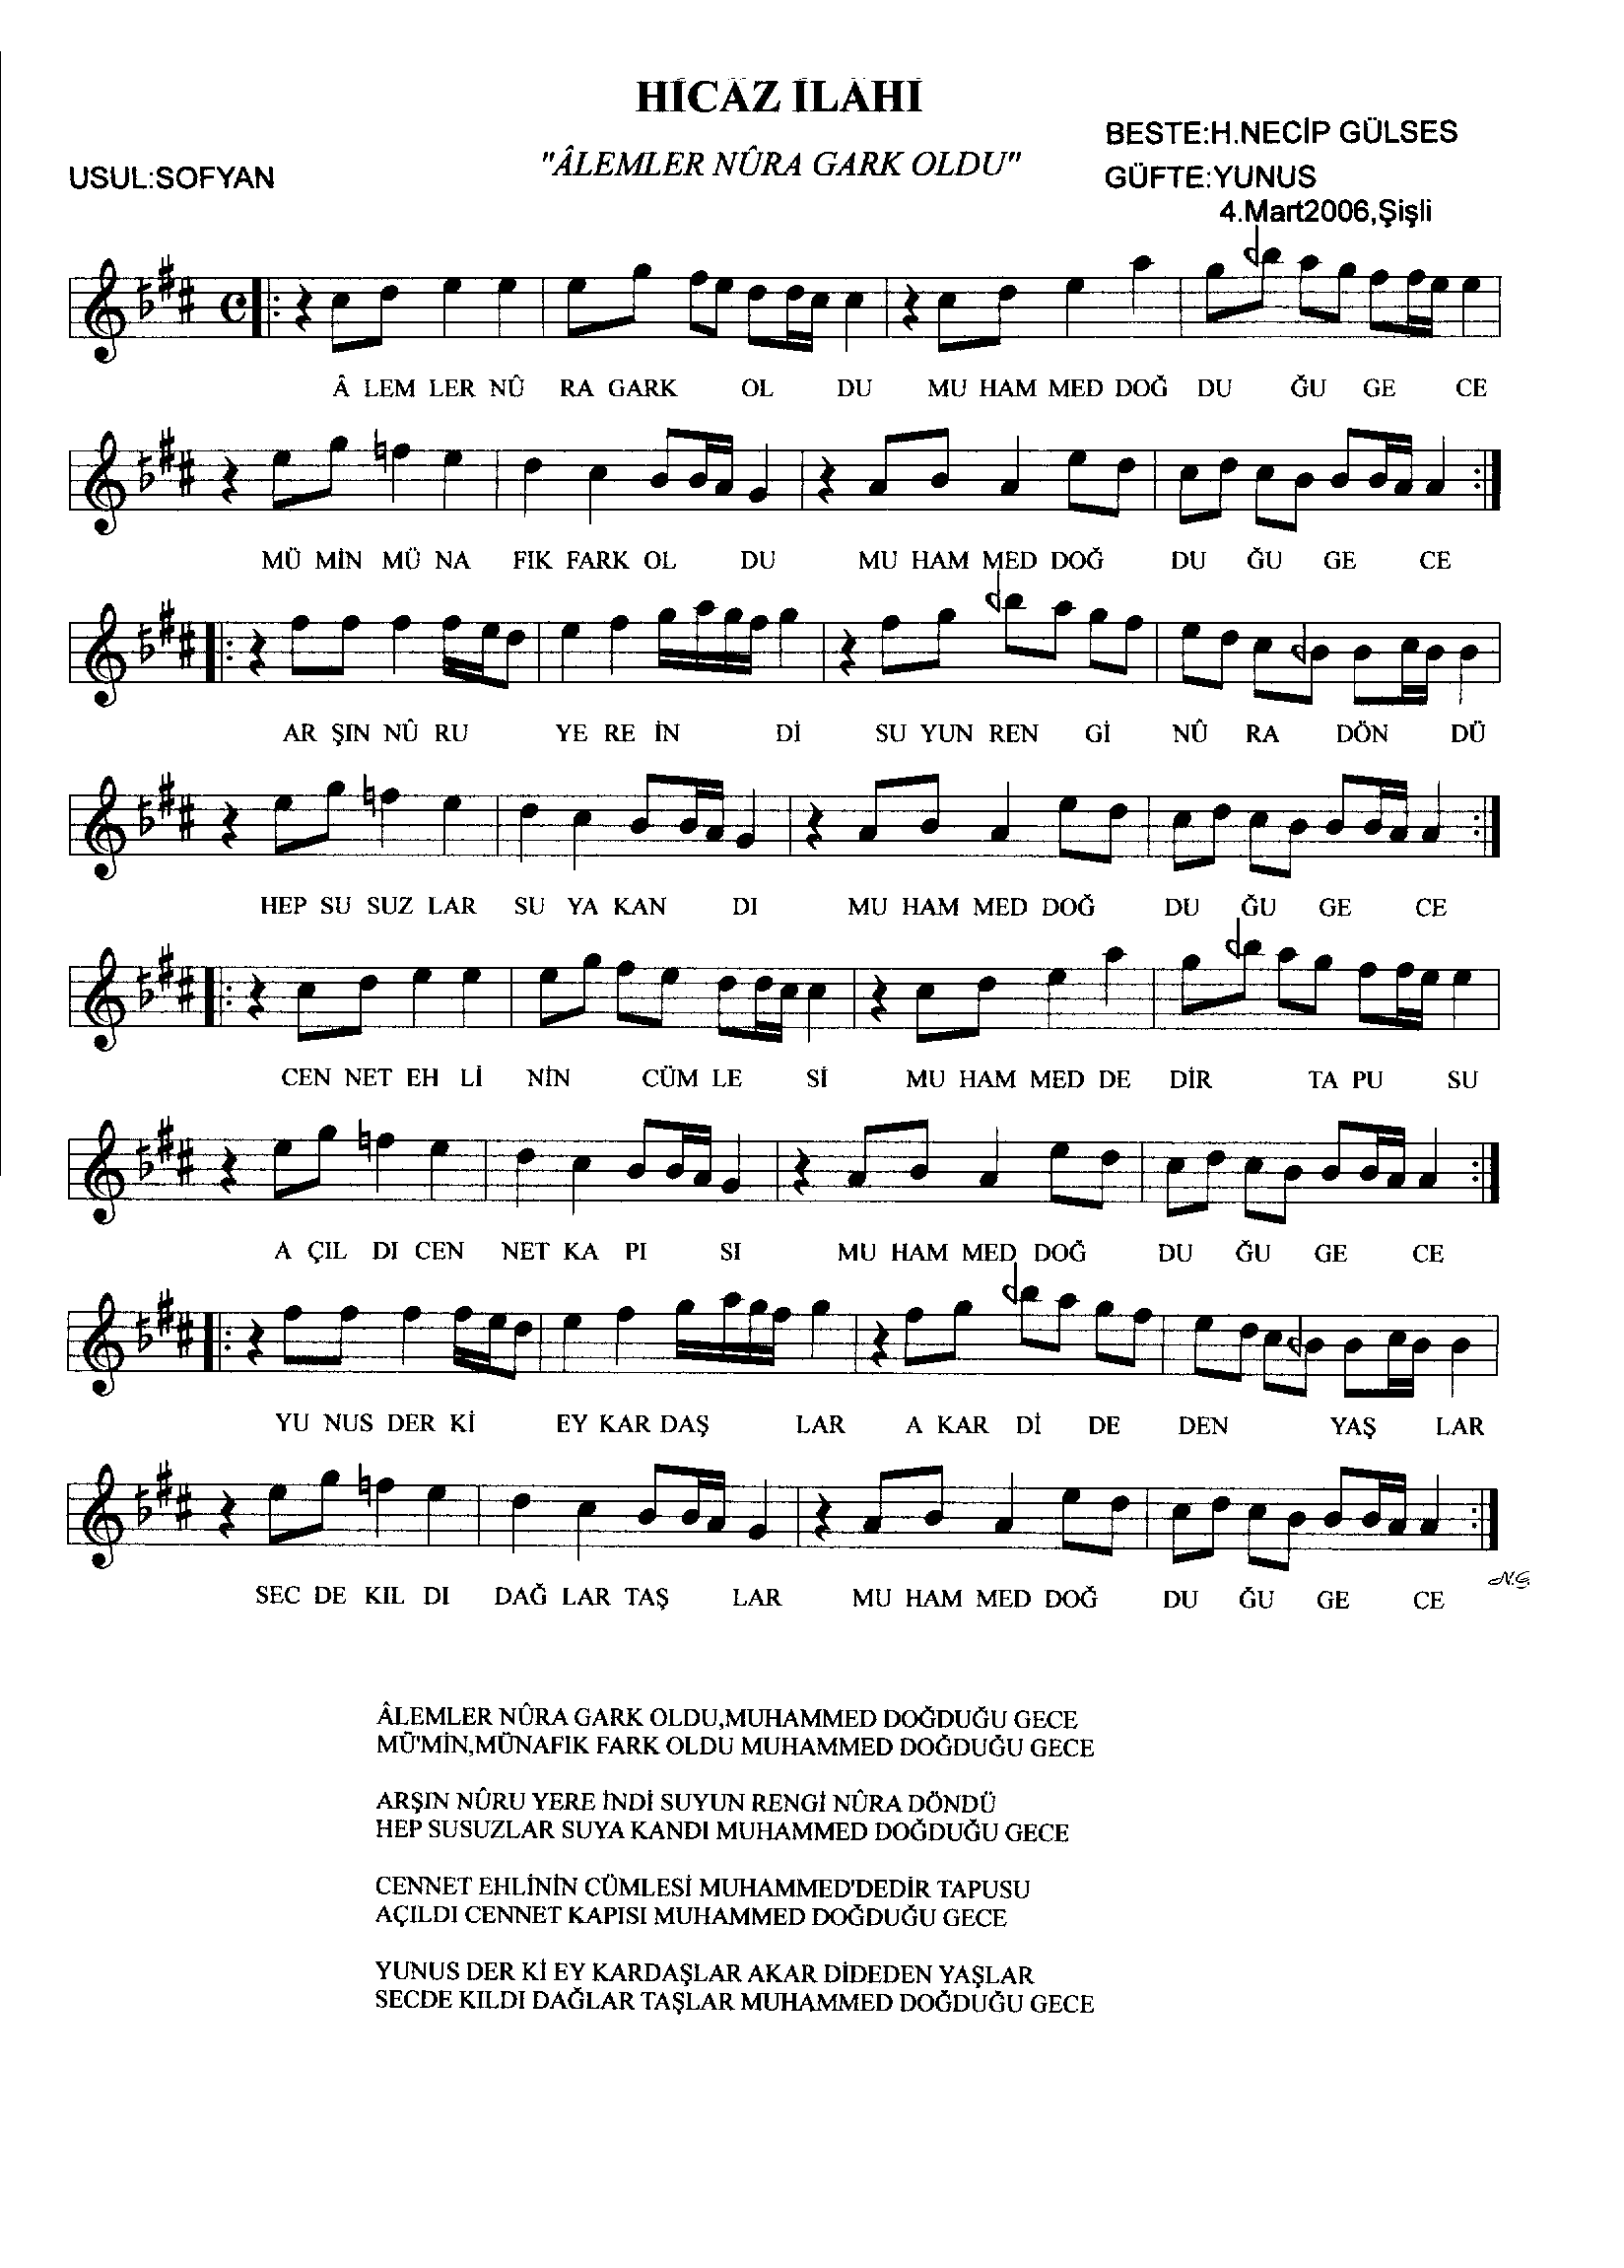 HİCAZ İLAHİ
BESTE:H.NECİP GÜLSES
USUL:SOFYAN
"ÂLEMLER NÛRA GARK OLDU"
GÜFTE:YUNUS
4.Mart2006,Şişli
Â LEM LER NÛ RA GARK OL DU MU HAM MED DOĞ DU ĞU GE CE
MÜ MİN MÜ NA FIK FARK OL DU MU HAM MED DOĞ DU ĞU GE CE
AR ŞIN NÛ RU YE RE İN Dİ SU YUN REN Gİ NÛ RA DÖN DÜ
HEP SU SUZ LAR SU YA KAN DI MU HAM MED DOĞ DU ĞU GE CE
CEN NET EH Lİ NİN CÜM LE Sİ MU HAM MED DE DİR TA PU SU
A ÇIL DI CEN NET KA PI SI MU HAM MED DOĞ DU ĞU GE CE
YU NUS DER Kİ EY KAR DAŞ LAR A KAR Dİ DE DEN YAŞ LAR
SEC DE KIL DI DAĞ LAR TAŞ LAR MU HAM MED DOĞ DU ĞU GE CE
N.G.
ÂLEMLER NÛRA GARK OLDU,MUHAMMED DOĞDUĞU GECE
MÜ'MİN,MÜNAFIK FARK OLDU MUHAMMED DOĞDUĞU GECE
ARŞIN NÛRU YERE İNDİ SUYUN RENGİ NÛRA DÖNDÜ
HEP SUSUZLAR SUYA KANDI MUHAMMED DOĞDUĞU GECE
CENNET EHLİNİN CÜMLESİ MUHAMMED'DEDİR TAPUSU
AÇILDI CENNET KAPISI MUHAMMED DOĞDUĞU GECE
YUNUS DER Kİ EY KARDAŞLAR AKAR DİDEDEN YAŞLAR
SECDE KILDI DAĞLAR TAŞLAR MUHAMMED DOĞDUĞU GECE